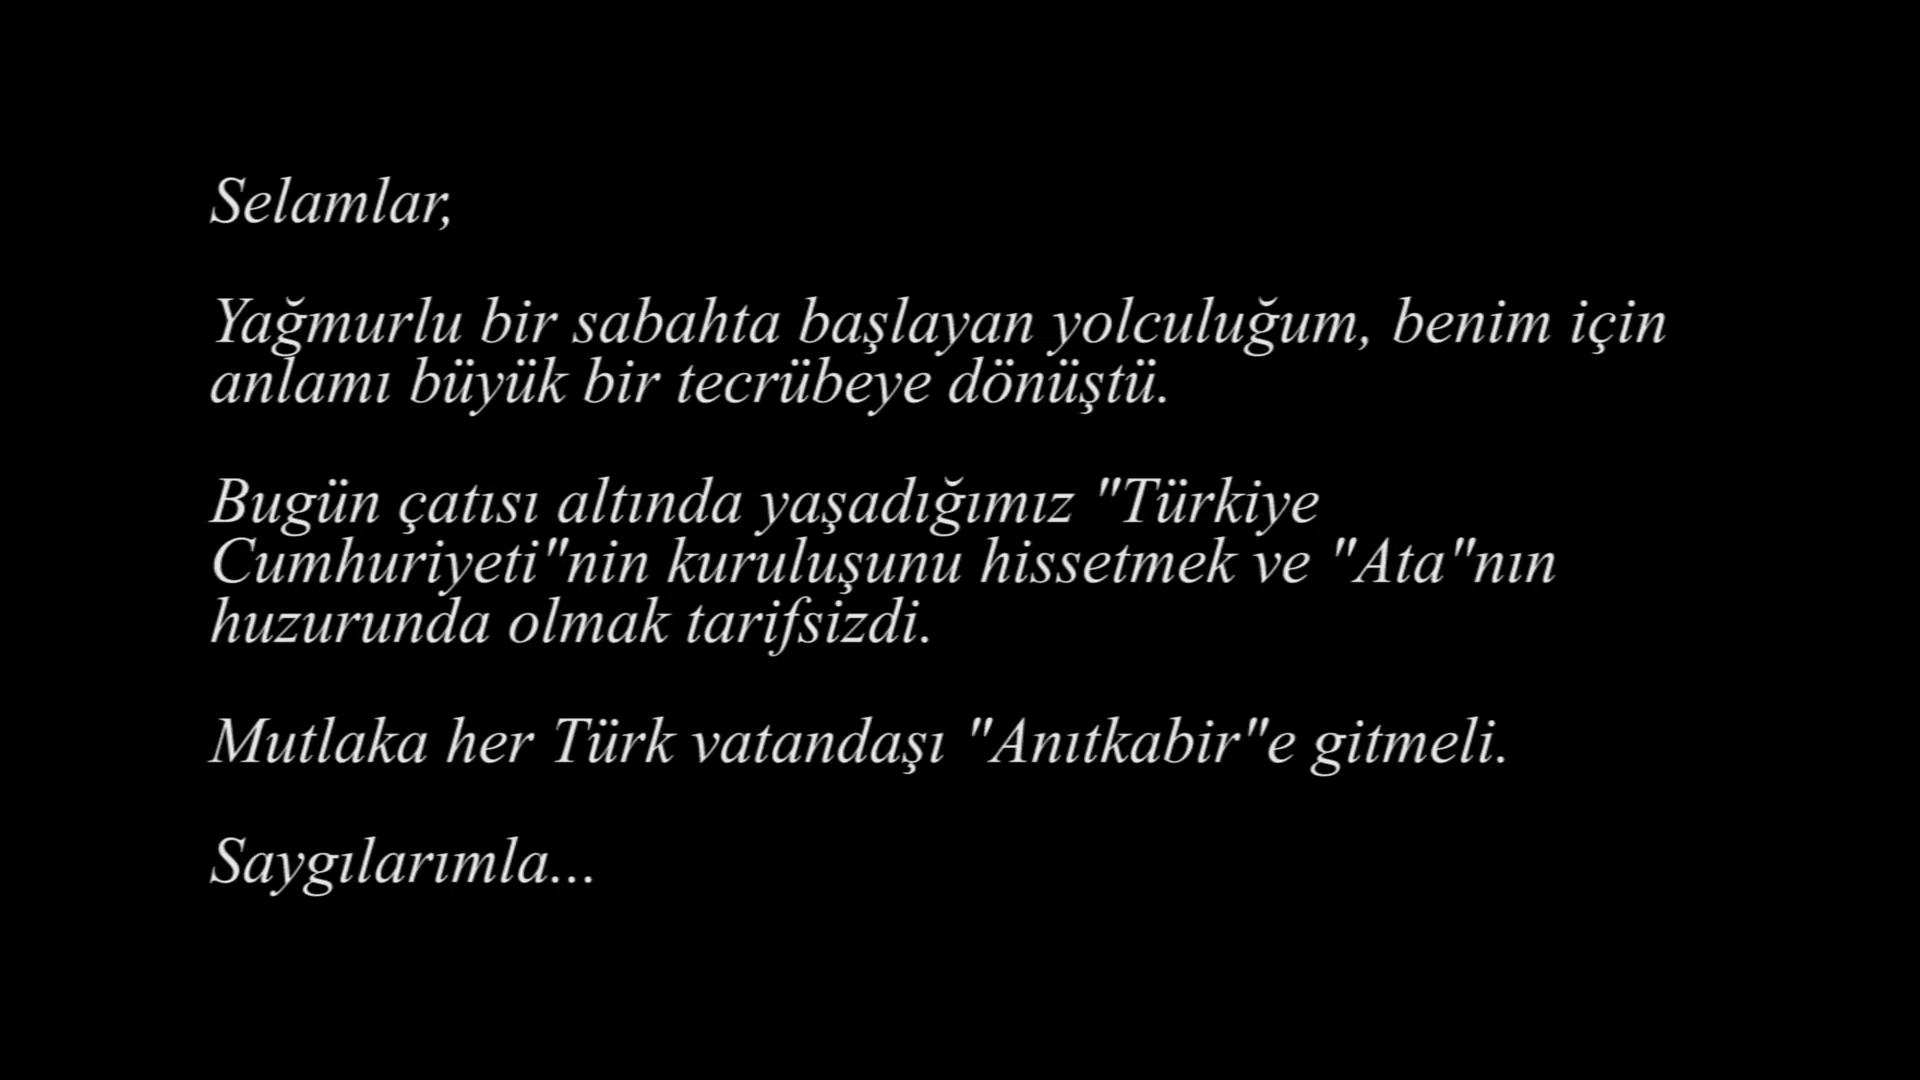 Selamlar,
Yağmurlu bir sabahta başlayan yolculuğum, benim için
anlamı büyük bir tecrübeye dönüştü.
Bugün çatısı altında yaşadığımız "Türkiye
Cumhuriyeti"nin kuruluşunu hissetmek ve "Ata"nın
huzurunda olmak tarifsizdi.
Mutlaka her Türk vatandaşı "Anıtkabir"e gitmeli.
Saygılarımla...